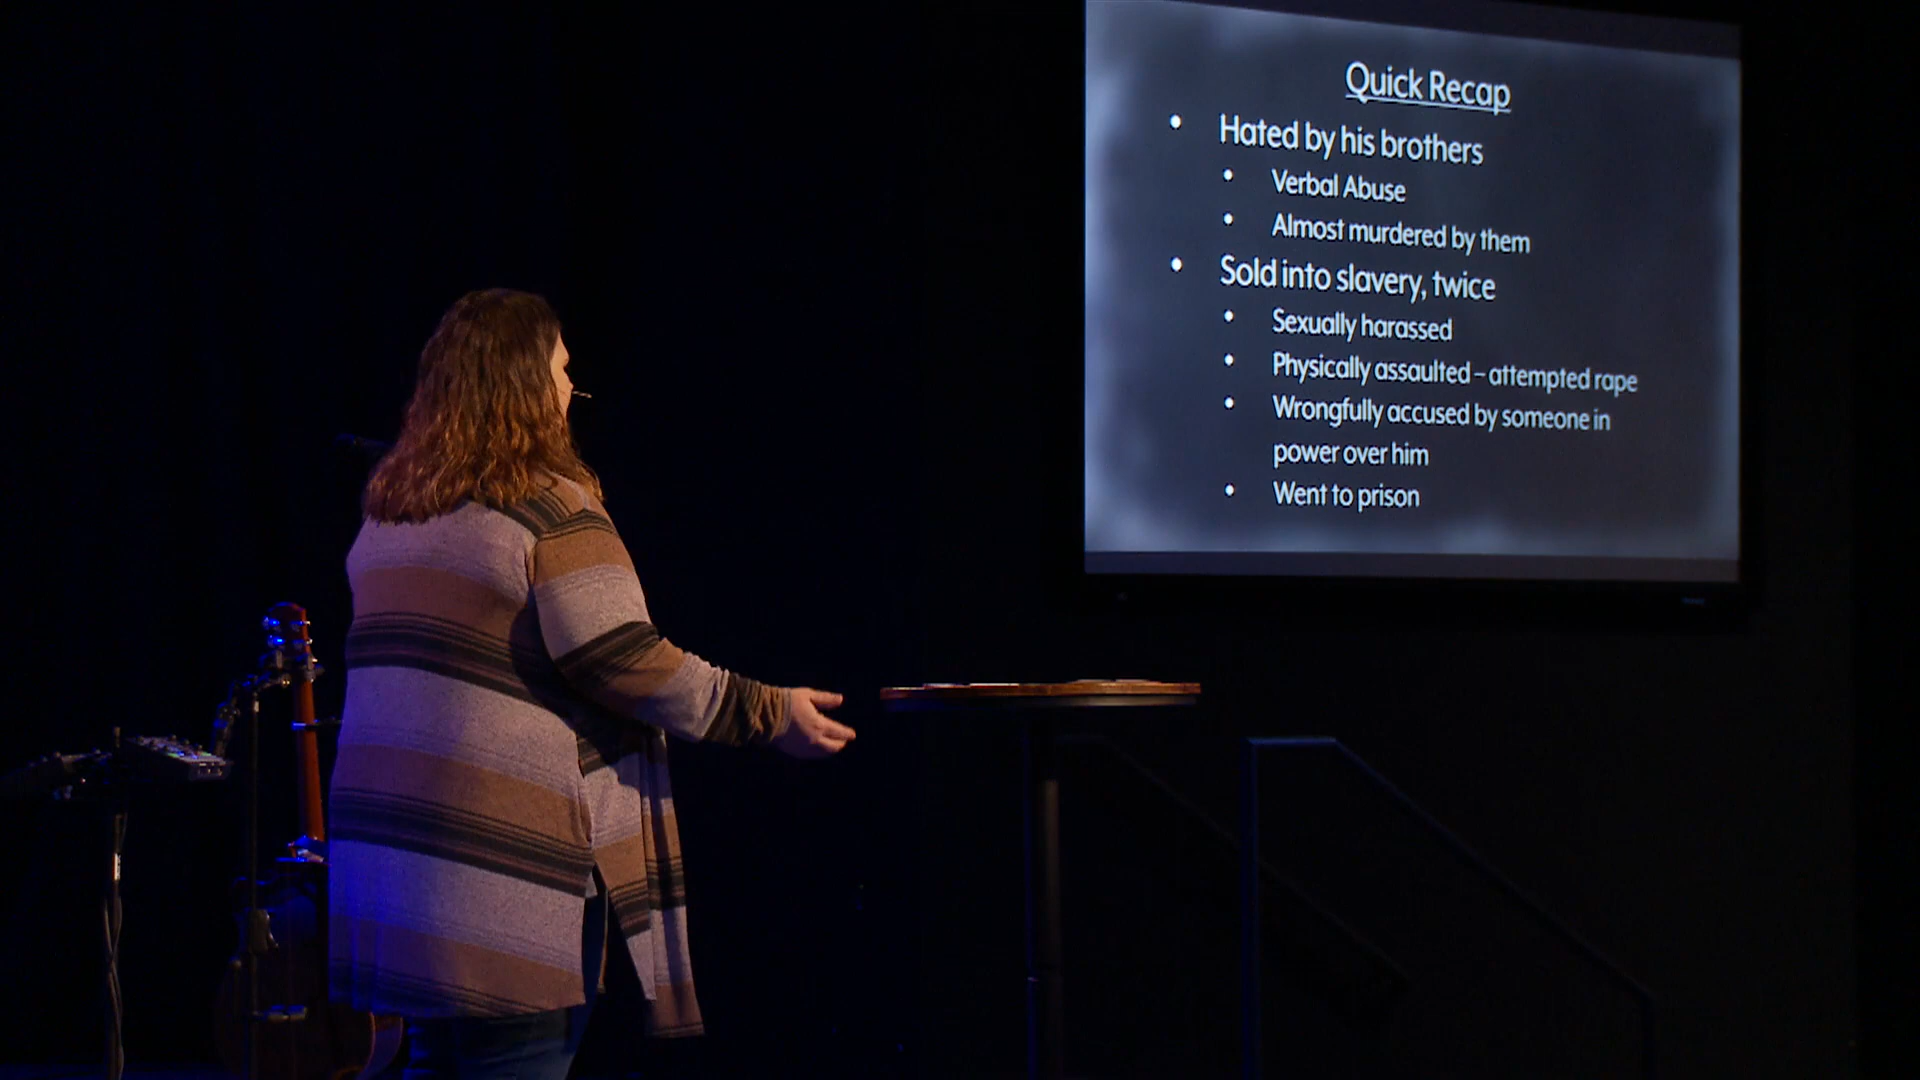 Quick Recap
• Hated by his brothers
• Verbal Abuse
• Almost murdered by them
• Sold into slavery, twice
• Sexually harassed
• Physically assaulted – attempted rape
• Wrongfully accused by someone in
power over him
• Went to prison